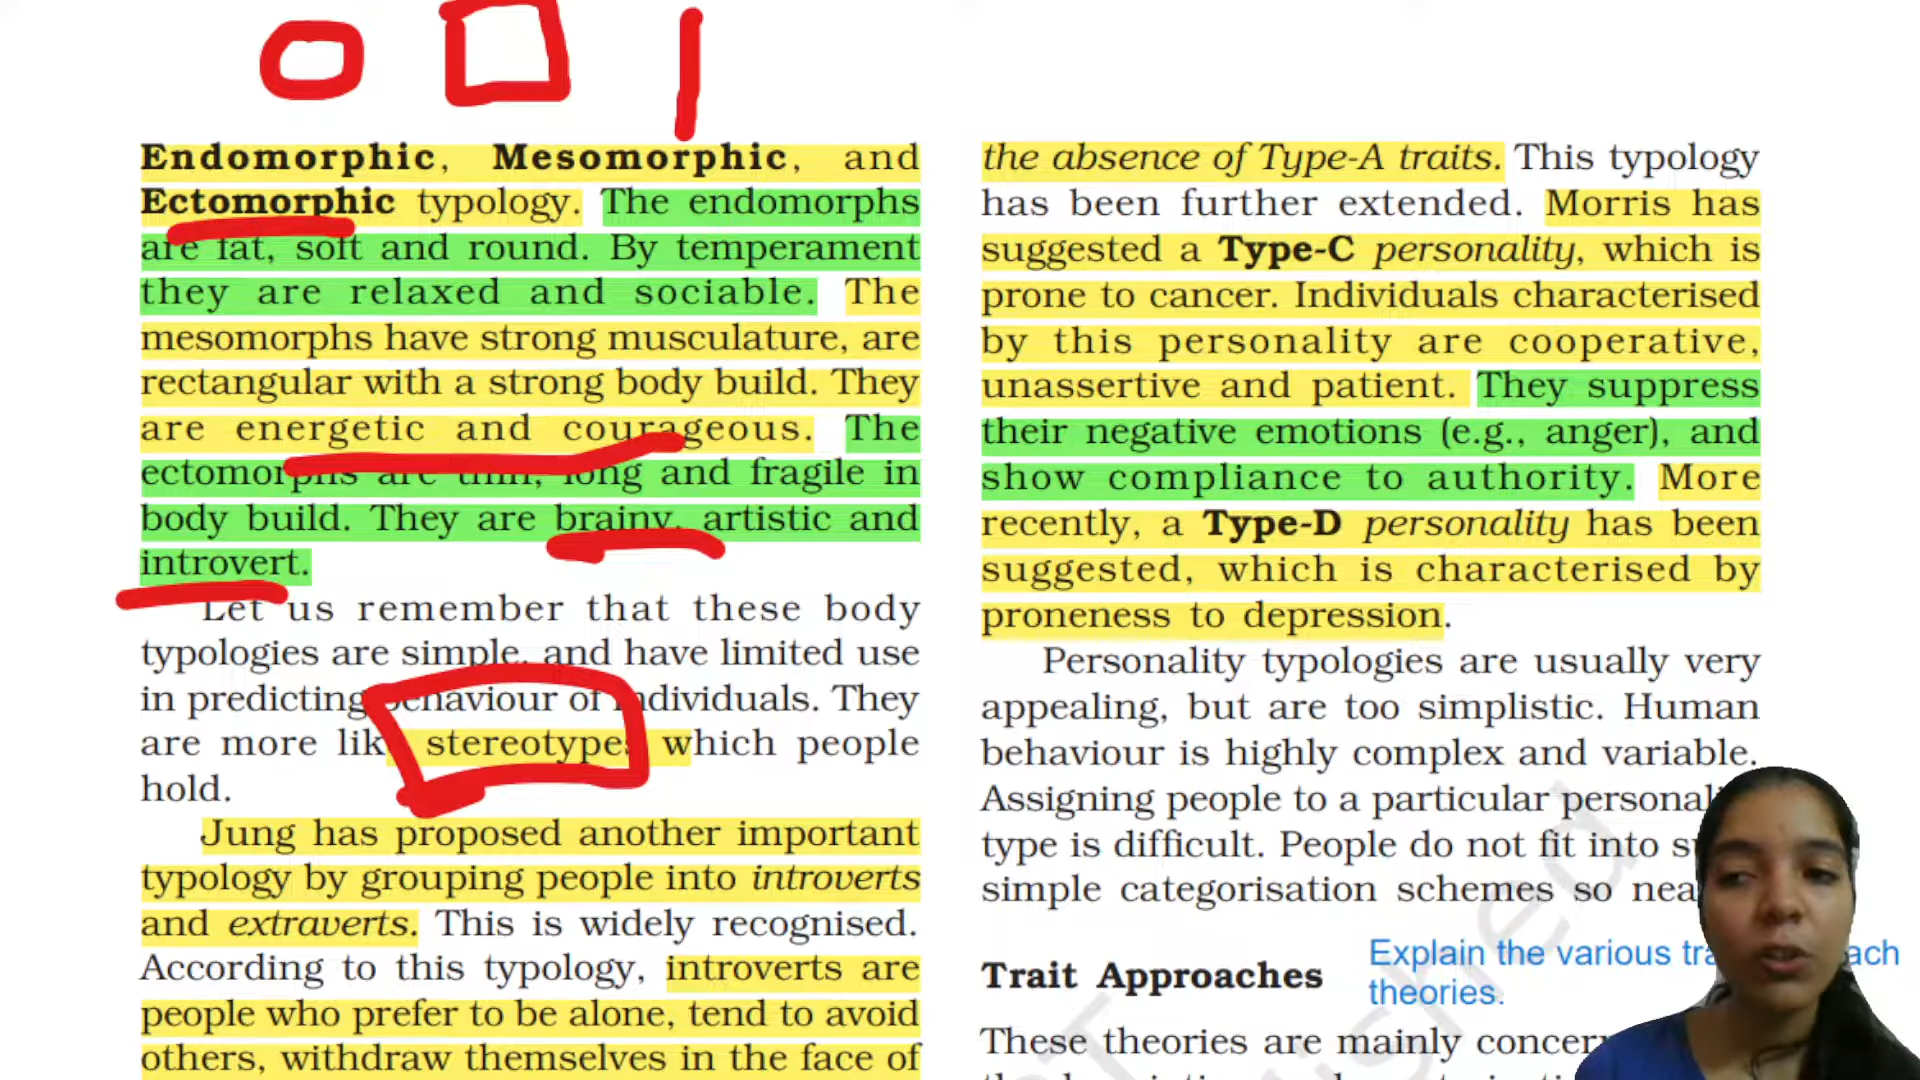 Endomorphic, Mesomorphic, and
Ectomorphic typology. The endomorphs
are fat, soft and round. By temperament
they are relaxed and sociable. The
mesomorphs have strong musculature, are
rectangular with a strong body build. They
are energetic and courageous. The
ectomorphs are thin, long and fragile in
body build. They are brainy, artistic and
introvert.
Let us remember that these body
typologies are simple, and have limited use
in predicting behaviour of individuals. They
are more like stereotypes which people
hold.
Jung has proposed another important
typology by grouping people into introverts
and extraverts. This is widely recognised.
According to this typology, introverts are
people who prefer to be alone, tend to avoid
others, withdraw themselves in the face of
the absence of Type-A traits. This typology
has been further extended. Morris has
suggested a Type-C personality, which is
prone to cancer. Individuals characterised
by this personality are cooperative,
unassertive and patient. They suppress
their negative emotions (e.g., anger), and
show compliance to authority. More
recently, a Type-D personality has been
suggested, which is characterised by
proneness to depression.
Personality typologies are usually very
appealing, but are too simplistic. Human
behaviour is highly complex and variable.
Assigning people to a particular
type is difficult. People do not fit into
simple categorisation schemes so
Explain the various
theories.
Trait Approaches
These theories are mainly